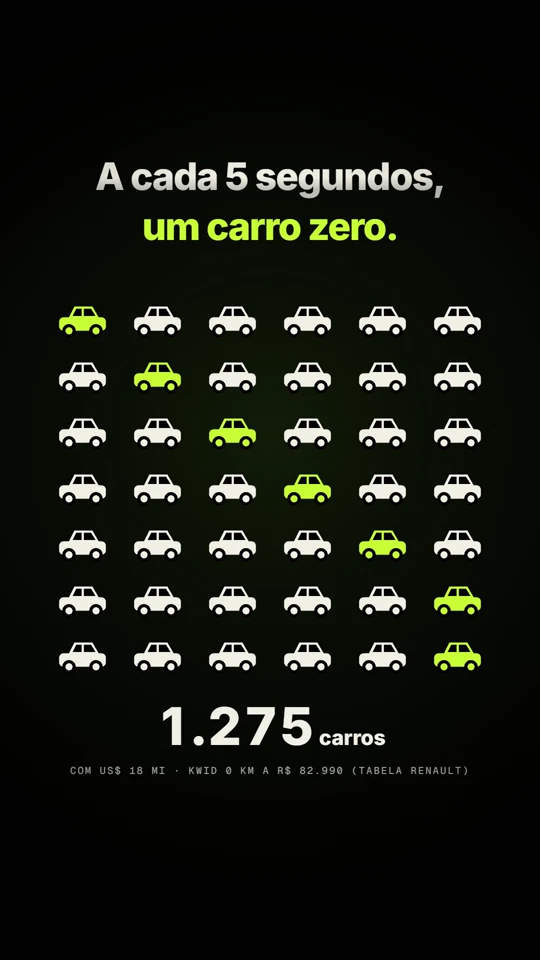 A cada 5 segundos,
um carro zero.
1.275 carros
COM US$ 18 MI · KWID 0 KM A R$ 82.990 (TABELA RENAULT)